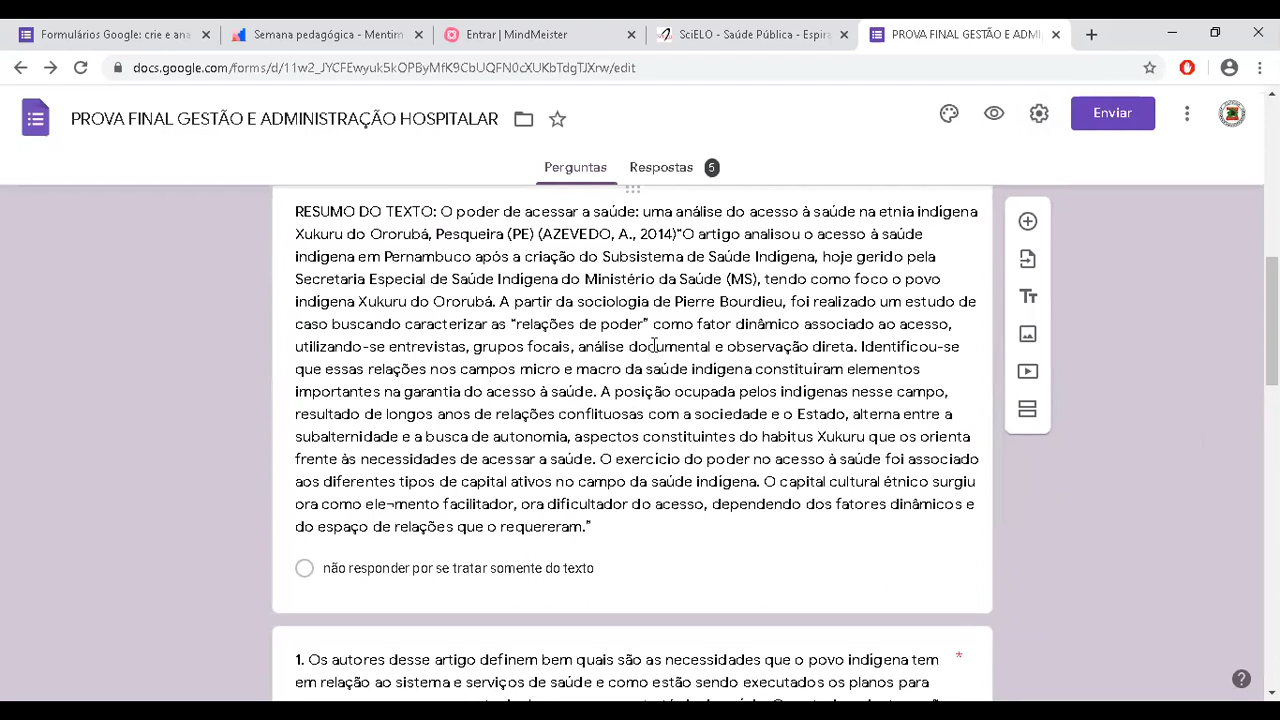 Formulários Google: crie e ana
Semana pedagógica - Mentim
Entrar | MindMeister
SciELO - Saúde Pública - Espira
PROVA FINAL GESTÃO E ADMI
docs.google.com/forms/d/11w2_JYCFEwyuk5kOPByMfK9CbUQFN0cXUKbTdgTJXrw/edit
PROVA FINAL GESTÃO E ADMINISTRAÇÃO HOSPITALAR
Enviar
Perguntas
Respostas 5
RESUMO DO TEXTO: O poder de acessar a saúde: uma análise do acesso à saúde na etnia indígena
Xukuru do Ororubá, Pesqueira (PE) (AZEVEDO, A., 2014)"O artigo analisou o acesso à saúde
indígena em Pernambuco após a criação do Subsistema de Saúde Indígena, hoje gerido pela
Secretaria Especial de Saúde Indígena do Ministério da Saúde (MS), tendo como foco o povo
indígena Xukuru do Ororubá. A partir da sociologia de Pierre Bourdieu, foi realizado um estudo de
caso buscando caracterizar as “relações de poder” como fator dinâmico associado ao acesso,
utilizando-se entrevistas, grupos focais, análise documental e observação direta. Identificou-se
que essas relações nos campos micro e macro da saúde indígena constituíram elementos
importantes na garantia do acesso à saúde. A posição ocupada pelos indígenas nesse campo,
resultado de longos anos de relações conflituosas com a sociedade e o Estado, alterna entre a
subalternidade e a busca de autonomia, aspectos constituintes do habitus Xukuru que os orienta
frente às necessidades de acessar a saúde. O exercício do poder no acesso à saúde foi associado
aos diferentes tipos de capital ativos no campo da saúde indígena. O capital cultural étnico surgiu
ora como ele¬mento facilitador, ora dificultador do acesso, dependendo dos fatores dinâmicos e
do espaço de relações que o requereram.”
não responder por se tratar somente do texto
1. Os autores desse artigo definem bem quais são as necessidades que o povo indígena tem *
em relação ao sistema e serviços de saúde e como estão sendo executados os planos para